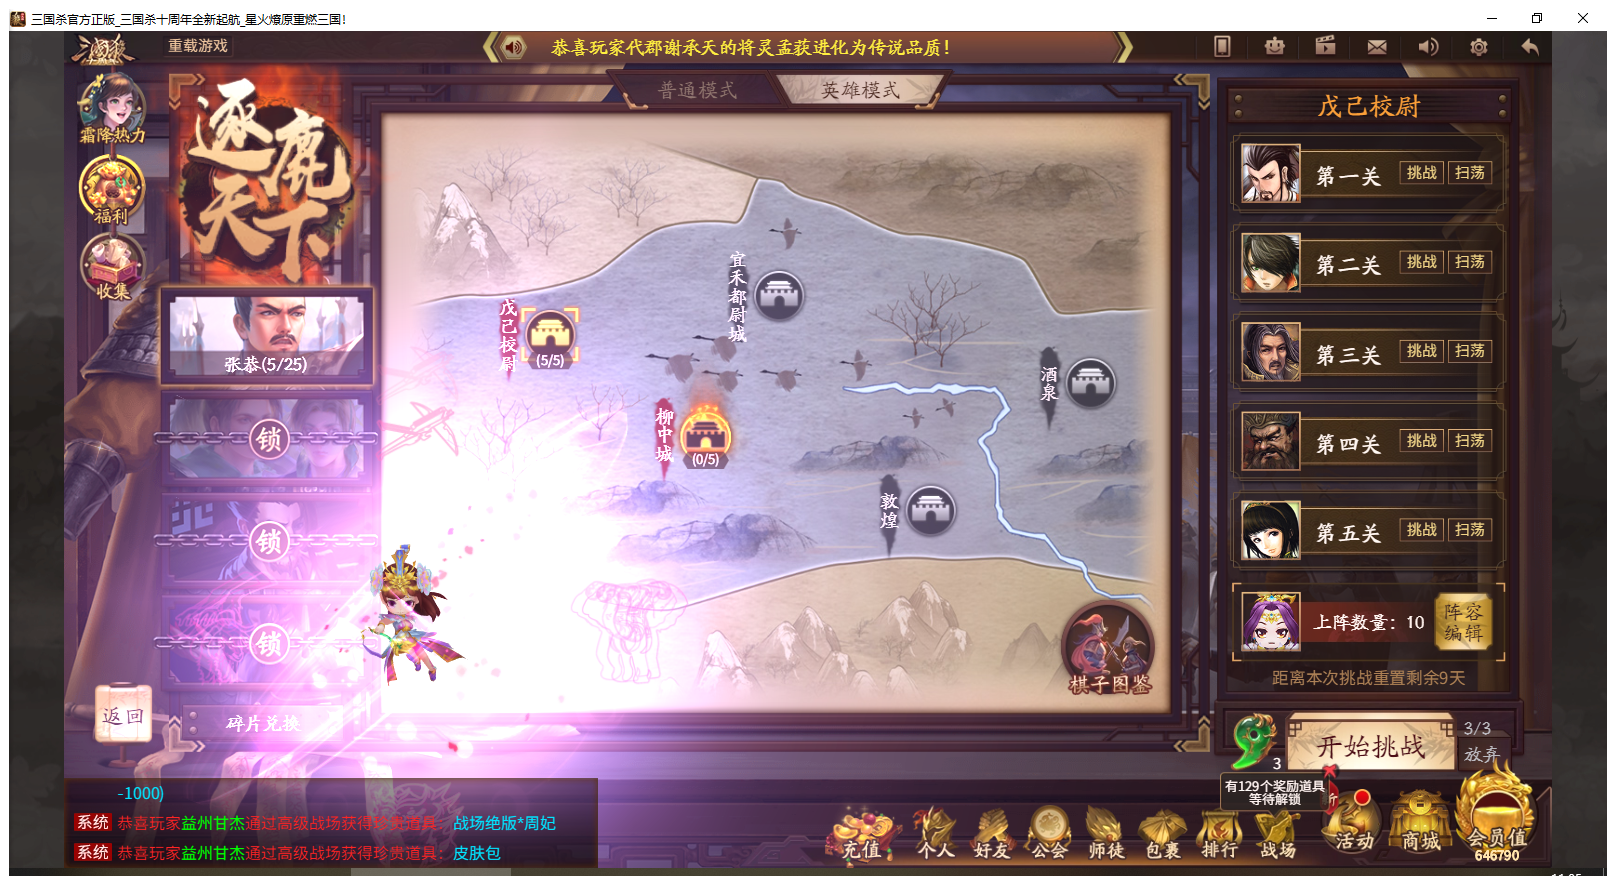 三国杀官方正版_三国杀十周年全新起航_星火燎原重燃三国!
三国杀
重载游戏
恭喜玩家代郡谢承天的将灵孟获进化为传说品质!
霜降热力
福利
收集
逐鹿天下
普通模式
英雄模式
张恭(5/25)
锁
锁
锁
返回
碎片兑换
戊己校尉
(5/5)
宜禾都尉城
柳中城
(0/5)
酒泉
敦煌
棋子图鉴
戊己校尉
第一关 挑战 扫荡
第二关 挑战 扫荡
第三关 挑战 扫荡
第四关 挑战 扫荡
第五关 挑战 扫荡
上阵数量：10
阵容
编辑
距离本次挑战重置剩余9天
3
开始挑战
3/3
放弃
有129个奖励道具
等待解锁
-1000)
系统 恭喜玩家益州甘杰通过高级战场获得珍贵道具：战场绝版*周妃
系统 恭喜玩家益州甘杰通过高级战场获得珍贵道具：皮肤包
充值
个人
好友
公会
师徒
包裹
排行
战场
活动
商城
会员值
646790